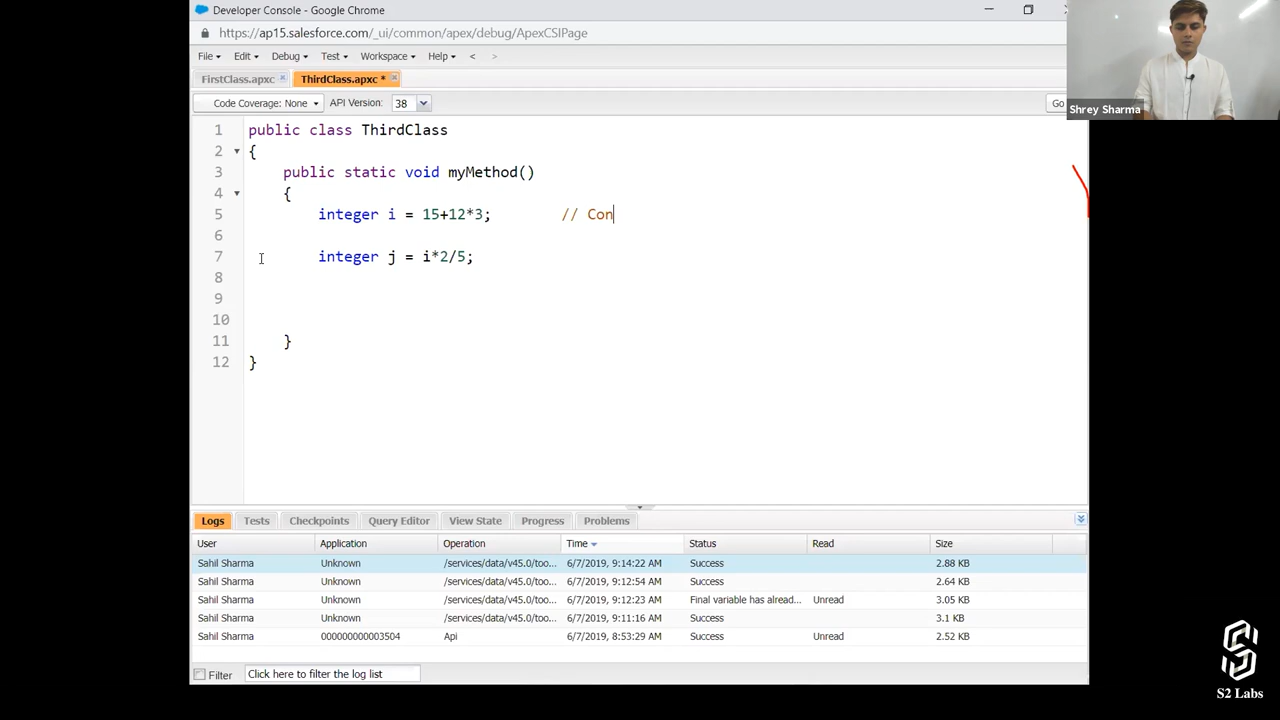 Developer Console - Google Chrome
https://ap15.salesforce.com/_ui/common/apex/debug/ApexCSIPage
File Edit Debug Test Workspace Help < >
FirstClass.apxc ThirdClass.apxc *
Code Coverage: None API Version: 38 Go
Shrey Sharma
1 public class ThirdClass
2 {
3 public static void myMethod()
4 {
5 integer i = 15+12*3; // Con
6
7 integer j = i*2/5;
8
9
10
11 }
12 }
Logs Tests Checkpoints Query Editor View State Progress Problems
User Application Operation Time Status Read Size
Sahil Sharma Unknown /services/data/v45.0/too... 6/7/2019, 9:14:22 AM Success 2.88 KB
Sahil Sharma Unknown /services/data/v45.0/too... 6/7/2019, 9:12:54 AM Success 2.64 KB
Sahil Sharma Unknown /services/data/v45.0/too... 6/7/2019, 9:12:23 AM Final variable has alread... Unread 3.05 KB
Sahil Sharma Unknown /services/data/v45.0/too... 6/7/2019, 9:11:16 AM Success 3.1 KB
Sahil Sharma 000000000003504 Api 6/7/2019, 8:53:29 AM Success Unread 2.52 KB
Filter Click here to filter the log list
S2 Labs